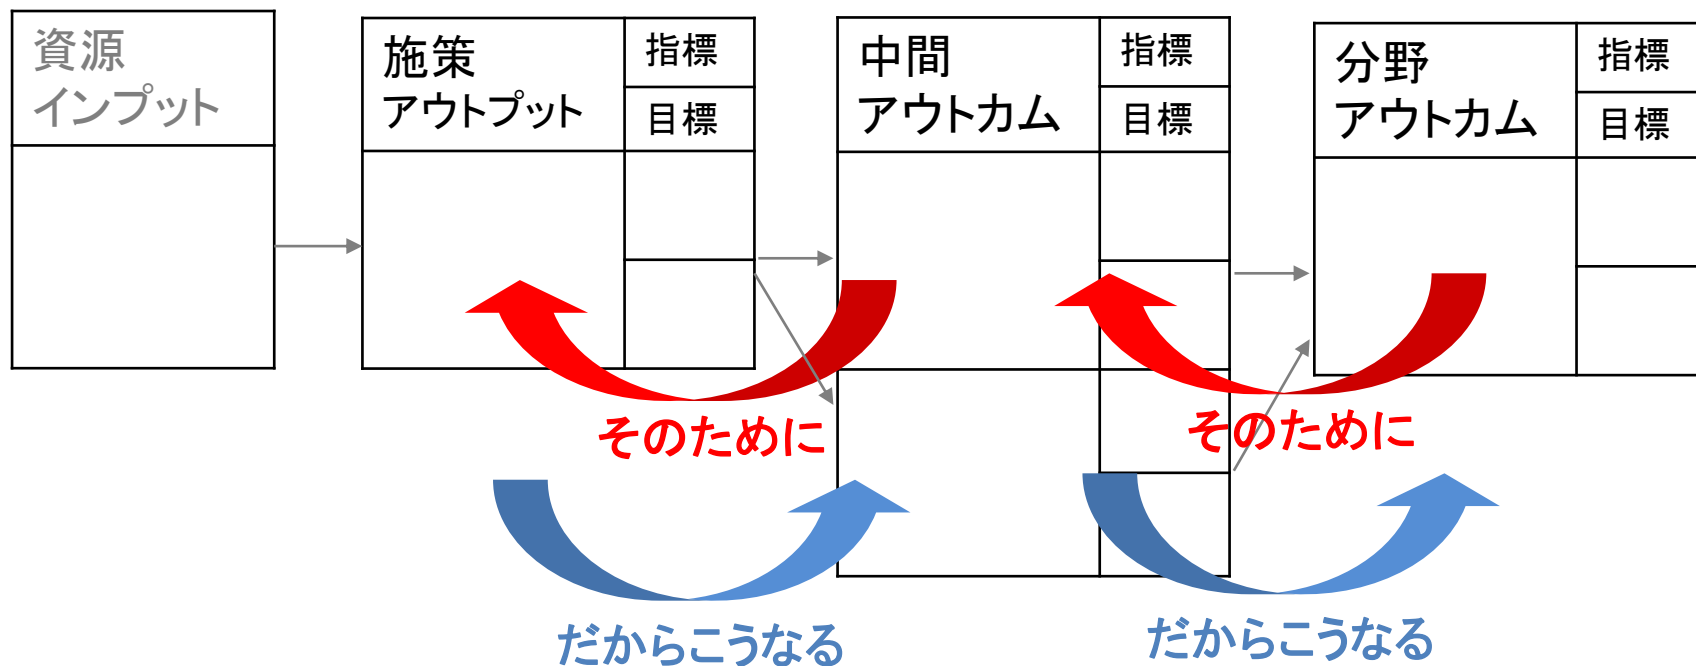 資源
インプット
施策
アウトプット
指標
目標
中間
アウトカム
指標
目標
分野
アウトカム
指標
目標
そのために
そのために
だからこうなる
だからこうなる